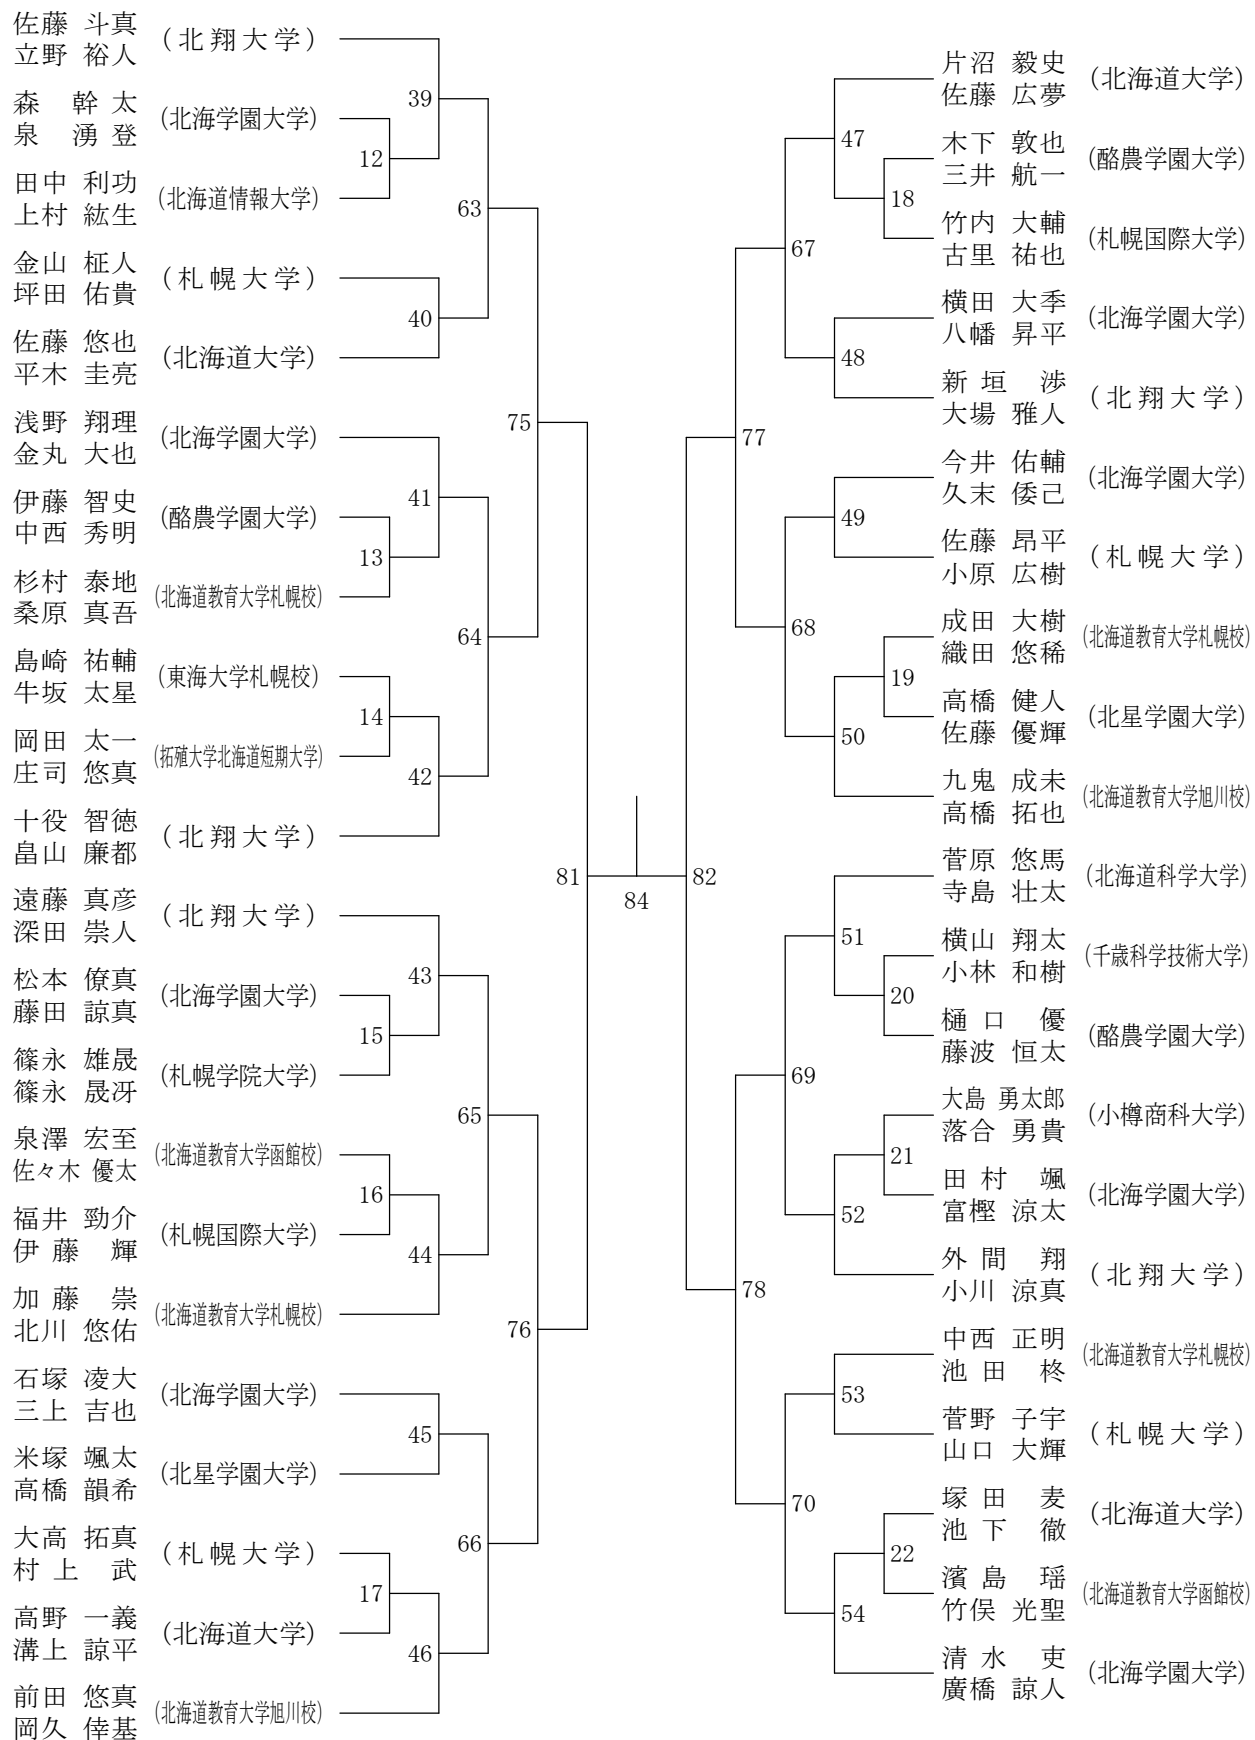 佐藤 斗真
立野 裕人
(北翔大学)
森 幹太
泉 湧登
(北海学園大学)
田中 利功
上村 紘生
(北海道情報大学)
金山 柾人
坪田 佑貴
(札幌大学)
佐藤 悠也
平木 圭亮
(北海道大学)
浅野 翔理
金丸 大也
(北海学園大学)
伊藤 智史
中西 秀明
(酪農学園大学)
杉村 泰地
桑原 真吾
(北海道教育大学札幌校)
島崎 祐輔
牛坂 太星
(東海大学札幌校)
岡田 太一
庄司 悠真
(拓殖大学北海道短期大学)
十役 智徳
畠山 廉都
(北翔大学)
遠藤 真彦
深田 崇人
(北翔大学)
松本 僚真
藤田 諒真
(北海学園大学)
篠永 雄晟
篠永 晟冴
(札幌学院大学)
泉澤 宏至
佐々木 優太
(北海道教育大学函館校)
福井 勁介
伊藤 輝
(札幌国際大学)
加藤 崇
北川 悠佑
(北海道教育大学札幌校)
石塚 凌大
三上 吉也
(北海学園大学)
米塚 颯太
高橋 韻希
(北星学園大学)
大高 拓真
村上 武
(札幌大学)
高野 一義
溝上 諒平
(北海道大学)
前田 悠真
岡久 倖基
(北海道教育大学旭川校)
12
13
14
15
16
17
39
40
41
42
43
44
45
46
63
64
65
66
75
76
81
84
82
77
78
67
68
69
70
47
48
49
50
51
52
53
54
18
19
20
21
22
片沼 毅史
佐藤 広夢
(北海道大学)
木下 敦也
三井 航一
(酪農学園大学)
竹内 大輔
古里 祐也
(札幌国際大学)
横田 大季
八幡 昇平
(北海学園大学)
新垣 渉
大場 雅人
(北翔大学)
今井 佑輔
久末 倭己
(北海学園大学)
佐藤 昂平
小原 広樹
(札幌大学)
成田 大樹
織田 悠稀
(北海道教育大学札幌校)
高橋 健人
佐藤 優輝
(北星学園大学)
九鬼 成未
高橋 拓也
(北海道教育大学旭川校)
菅原 悠馬
寺島 壮太
(北海道科学大学)
横山 翔太
小林 和樹
(千歳科学技術大学)
樋口 優
藤波 恒太
(酪農学園大学)
大島 勇太郎
落合 勇貴
(小樽商科大学)
田村 颯
富樫 涼太
(北海学園大学)
外間 翔
小川 涼真
(北翔大学)
中西 正明
池田 柊
(北海道教育大学札幌校)
菅野 子宇
山口 大輝
(札幌大学)
塚田 麦
池下 徹
(北海道大学)
濱島 瑶
竹俣 光聖
(北海道教育大学函館校)
清水 吏
廣橋 諒人
(北海学園大学)